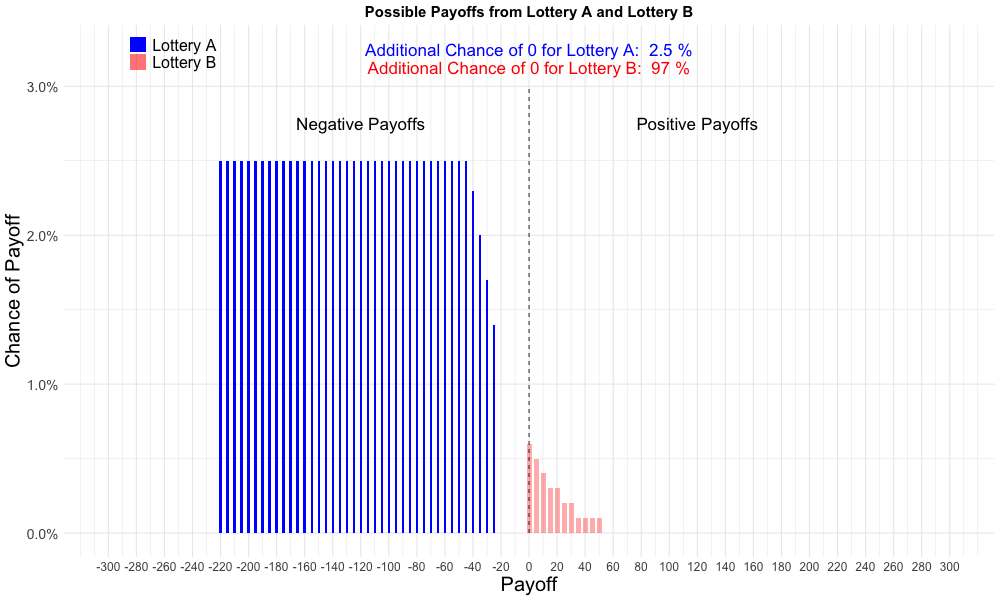 Possible Payoffs from Lottery A and Lottery B
Lottery A
Lottery B
Additional Chance of 0 for Lottery A:  2.5 %
Additional Chance of 0 for Lottery B:  97 %
Negative Payoffs
Positive Payoffs
3.0%
2.0%
1.0%
0.0%
Chance of Payoff
-300 -280 -260 -240 -220 -200 -180 -160 -140 -120 -100 -80 -60 -40 -20 0 20 40 60 80 100 120 140 160 180 200 220 240 260 280 300
Payoff